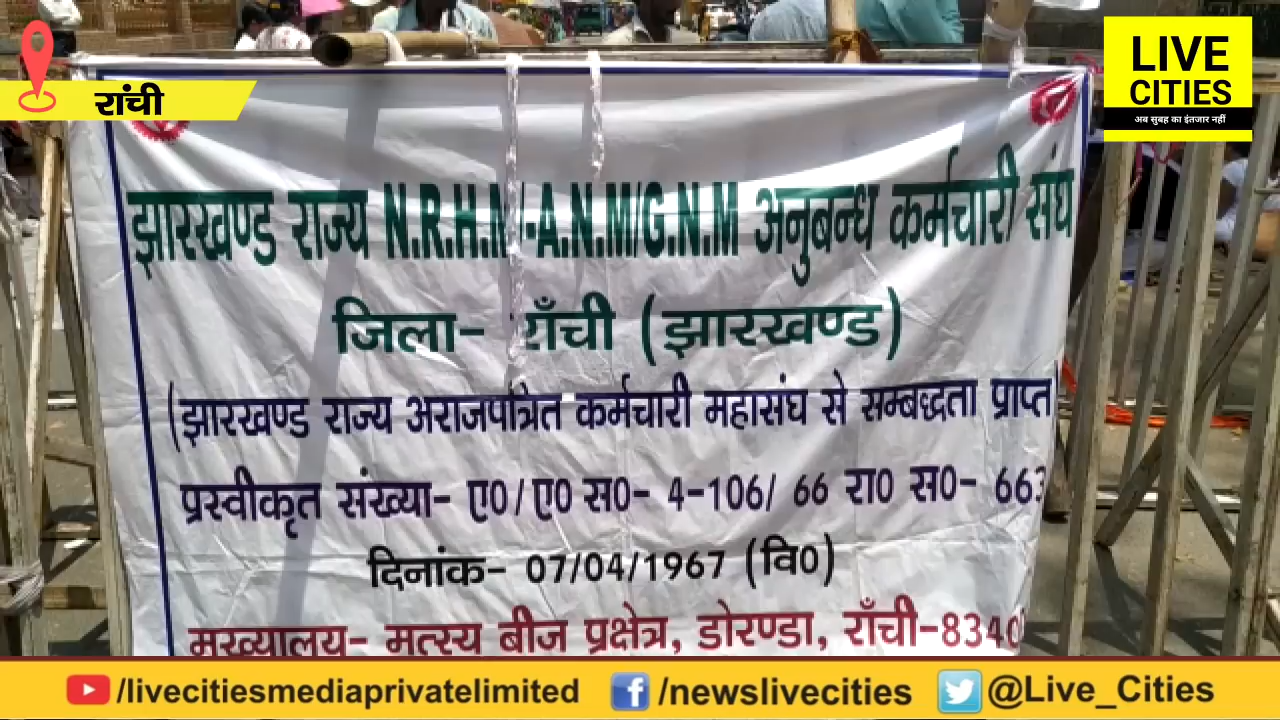 रांची
LIVE
CITIES
अब सुबह का इंतजार नहीं
झारखण्ड राज्य N.R.H.M/-A.N.M/G.N.M अनुबन्ध कर्मचारी संघ
जिला- राँची (झारखण्ड)
(झारखण्ड राज्य अराजपत्रित कर्मचारी महासंघ से सम्बद्धता प्राप्त
प्रस्वीकृत संख्या- ए0/ए0 स0- 4-106/ 66 रा0 स0- 663
दिनांक- 07/04/1967 (वि0)
मुख्यालय- मत्स्य बीज प्रक्षेत्र, डोरण्डा, राँची-8340
/livecitiesmediaprivatelimited /newslivecities @Live_Cities